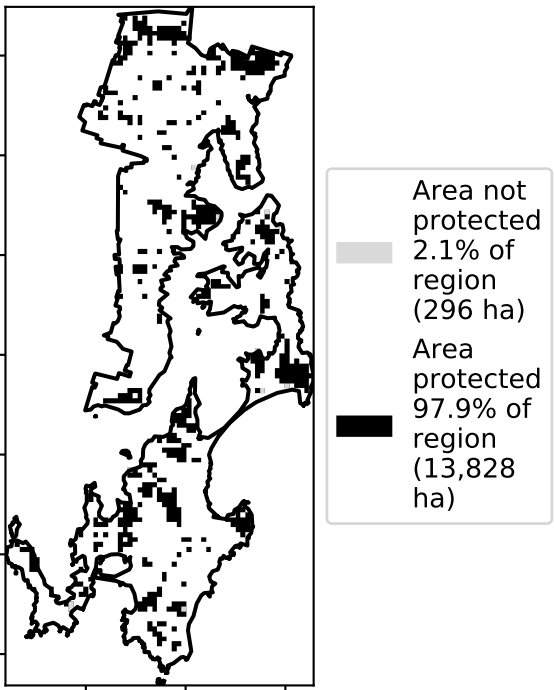 Area not
protected
2.1% of
region
(296 ha)
Area
protected
97.9% of
region
(13,828
ha)